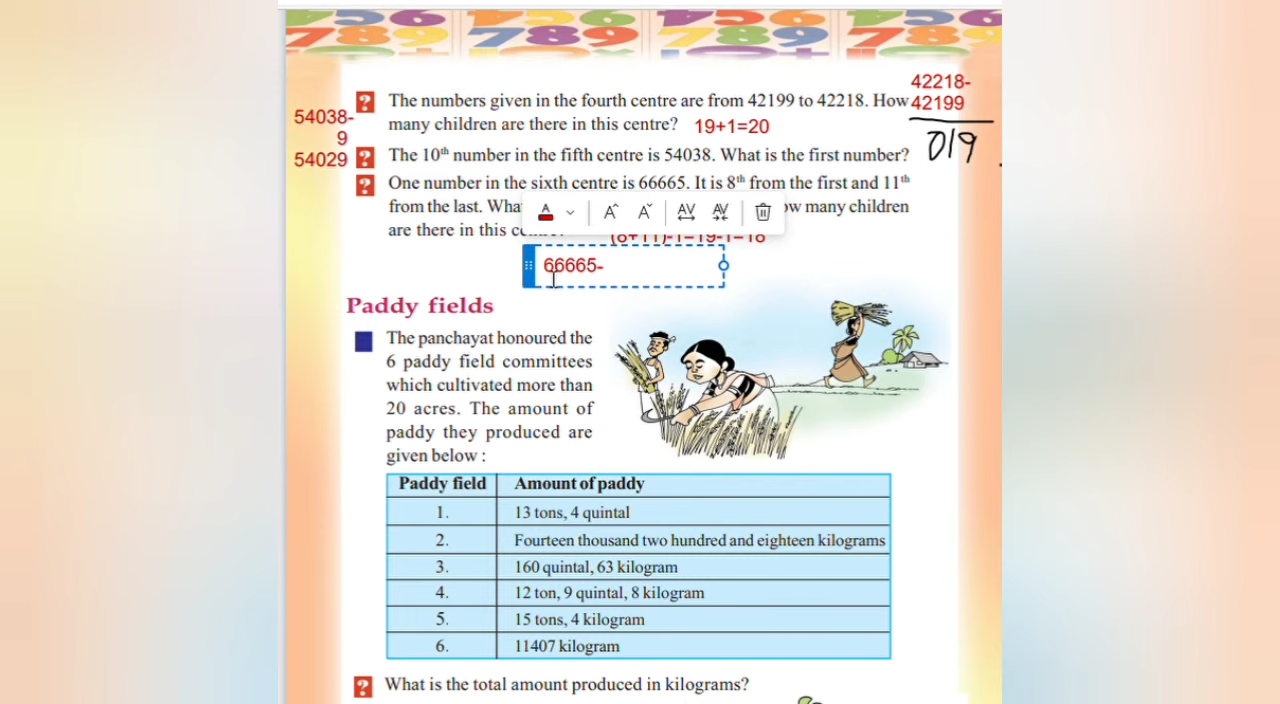 The numbers given in the fourth centre are from 42199 to 42218. How
many children are there in this centre? 19+1=20
42218-
42199
019
54038-
9
54029
The 10th number in the fifth centre is 54038. What is the first number?
One number in the sixth centre is 66665. It is 8th from the first and 11th
from the last. Wha
ow many children
are there in this c
(8+11)-1=19-1=18
66665-
Paddy fields
The panchayat honoured the
6 paddy field committees
which cultivated more than
20 acres. The amount of
paddy they produced are
given below :
Paddy field Amount of paddy
1. 13 tons, 4 quintal
2. Fourteen thousand two hundred and eighteen kilograms
3. 160 quintal, 63 kilogram
4. 12 ton, 9 quintal, 8 kilogram
5. 15 tons, 4 kilogram
6. 11407 kilogram
What is the total amount produced in kilograms?